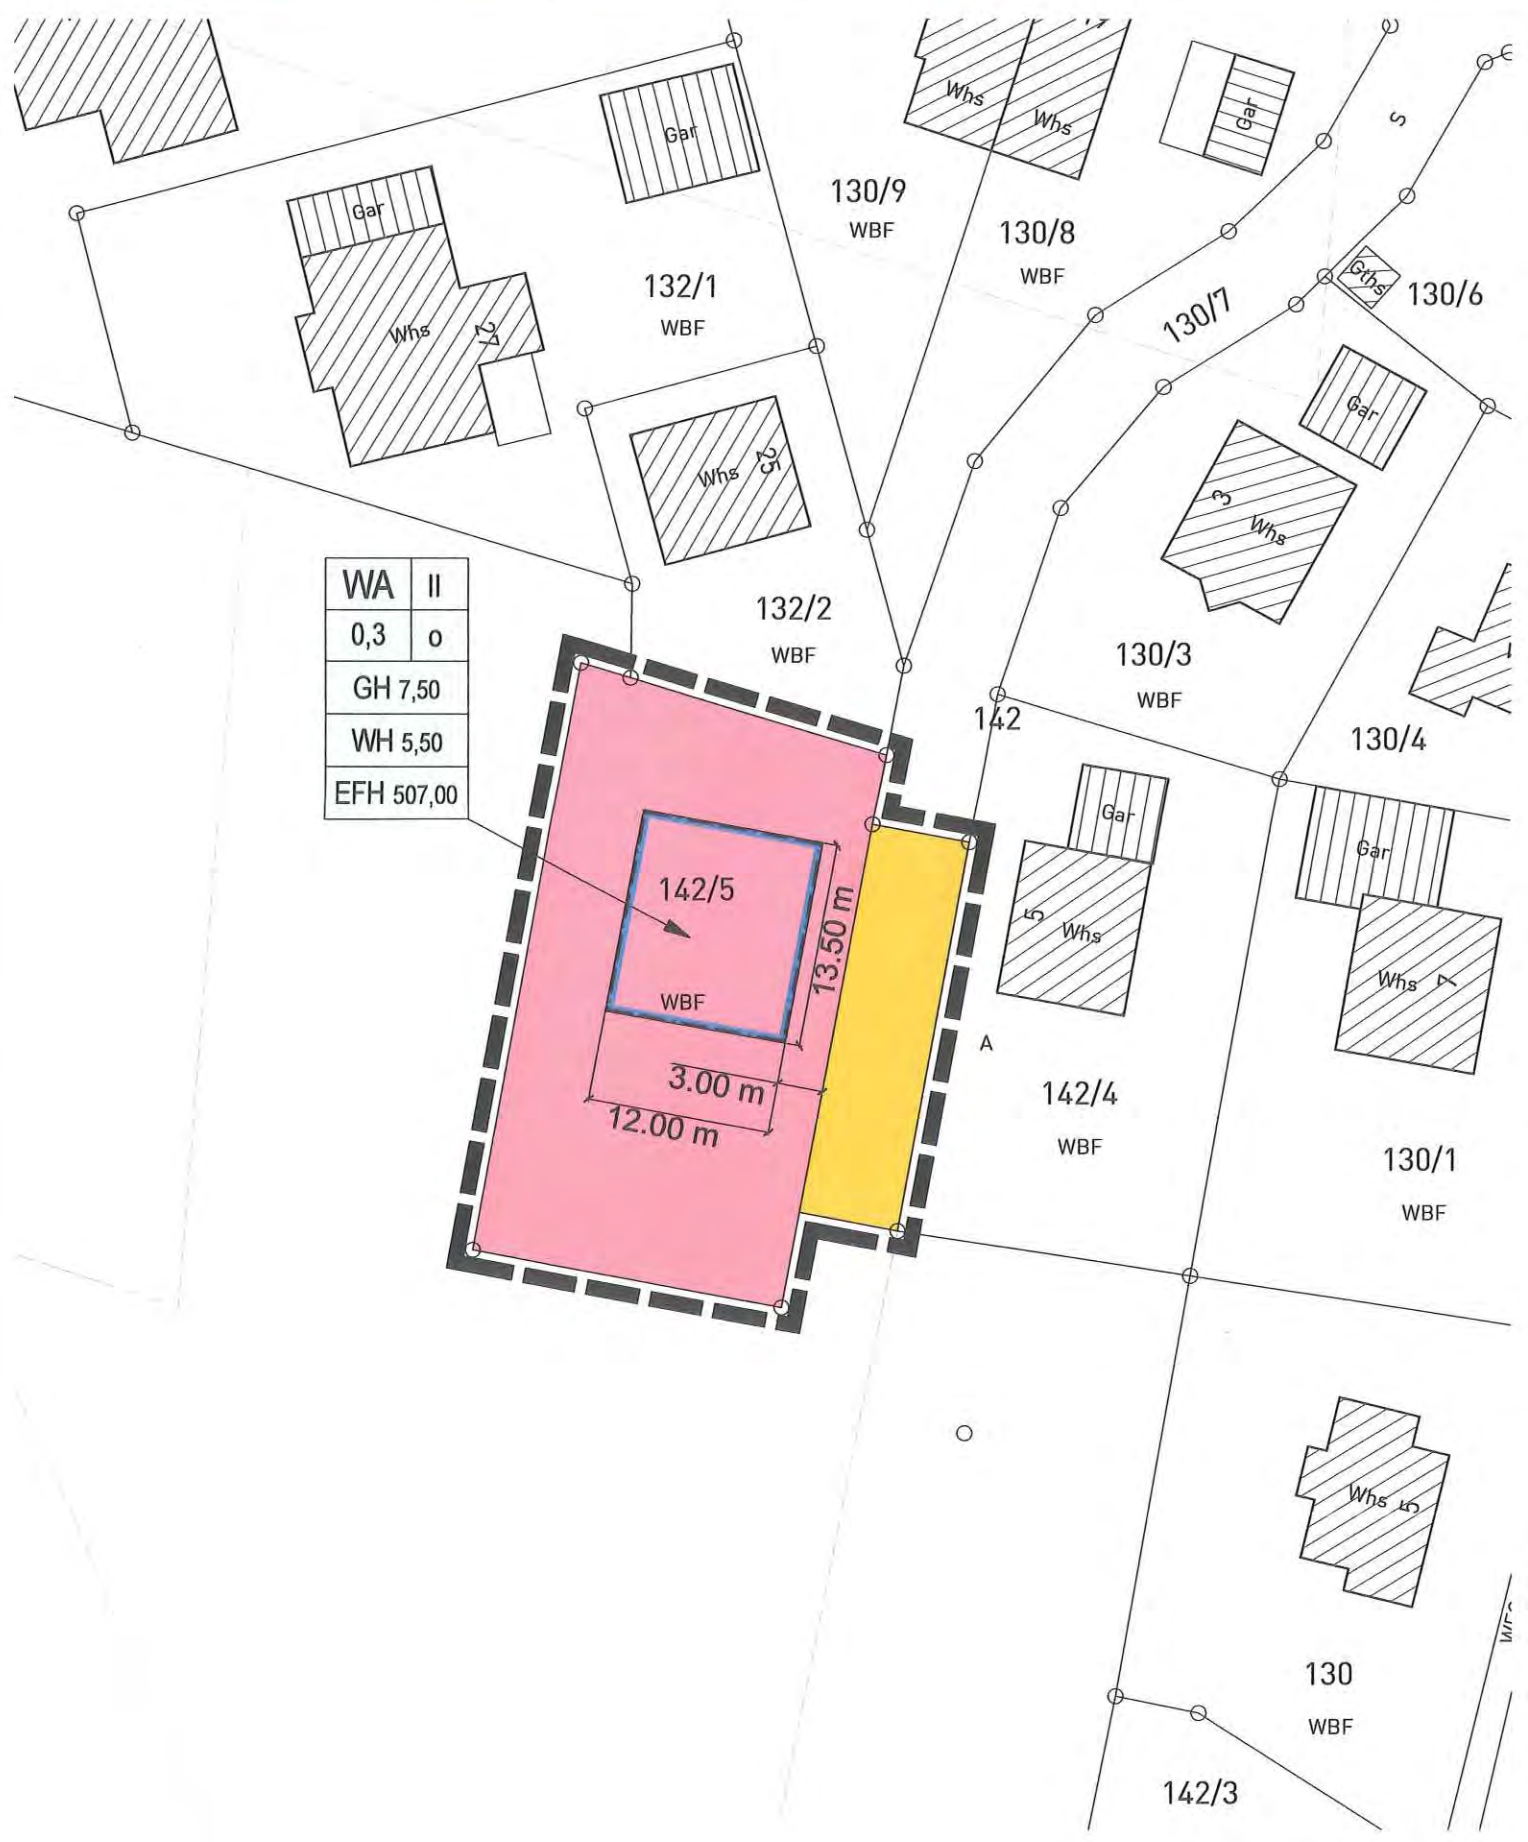 Whs
Whs
Gar
S
Gar
Gar
130/9
WBF
130/8
WBF
132/1
WBF
130/7
Gths
130/6
Whs 27
Gar
Whs 25
3 Whs
WA II
0,3 o
GH 7,50
WH 5,50
EFH 507,00
132/2
WBF
130/3
WBF
142
130/4
Gar
Gar
142/5
WBF
13.50 m
3.00 m
12.00 m
5 Whs
Whs 7
A
142/4
WBF
130/1
WBF
Whs 5
130
WBF
142/3